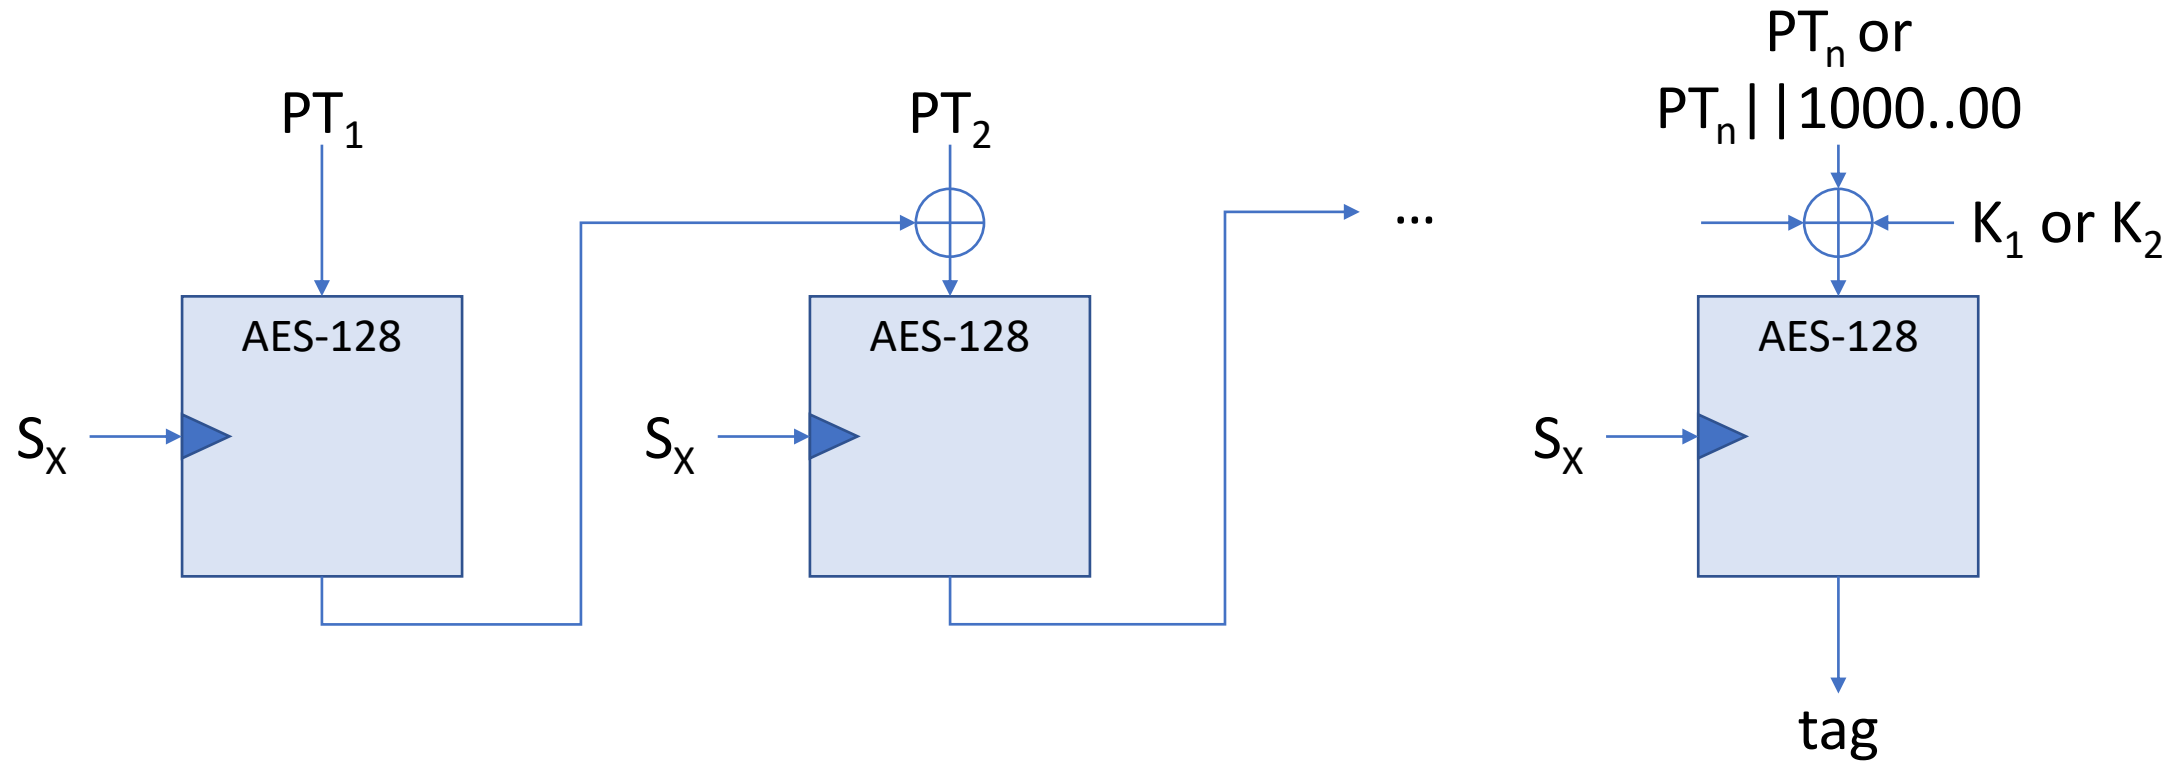 PTn or
PT1
PT2
PTn||1000..00
...
K1 or K2
AES-128
AES-128
AES-128
SX
SX
SX
tag